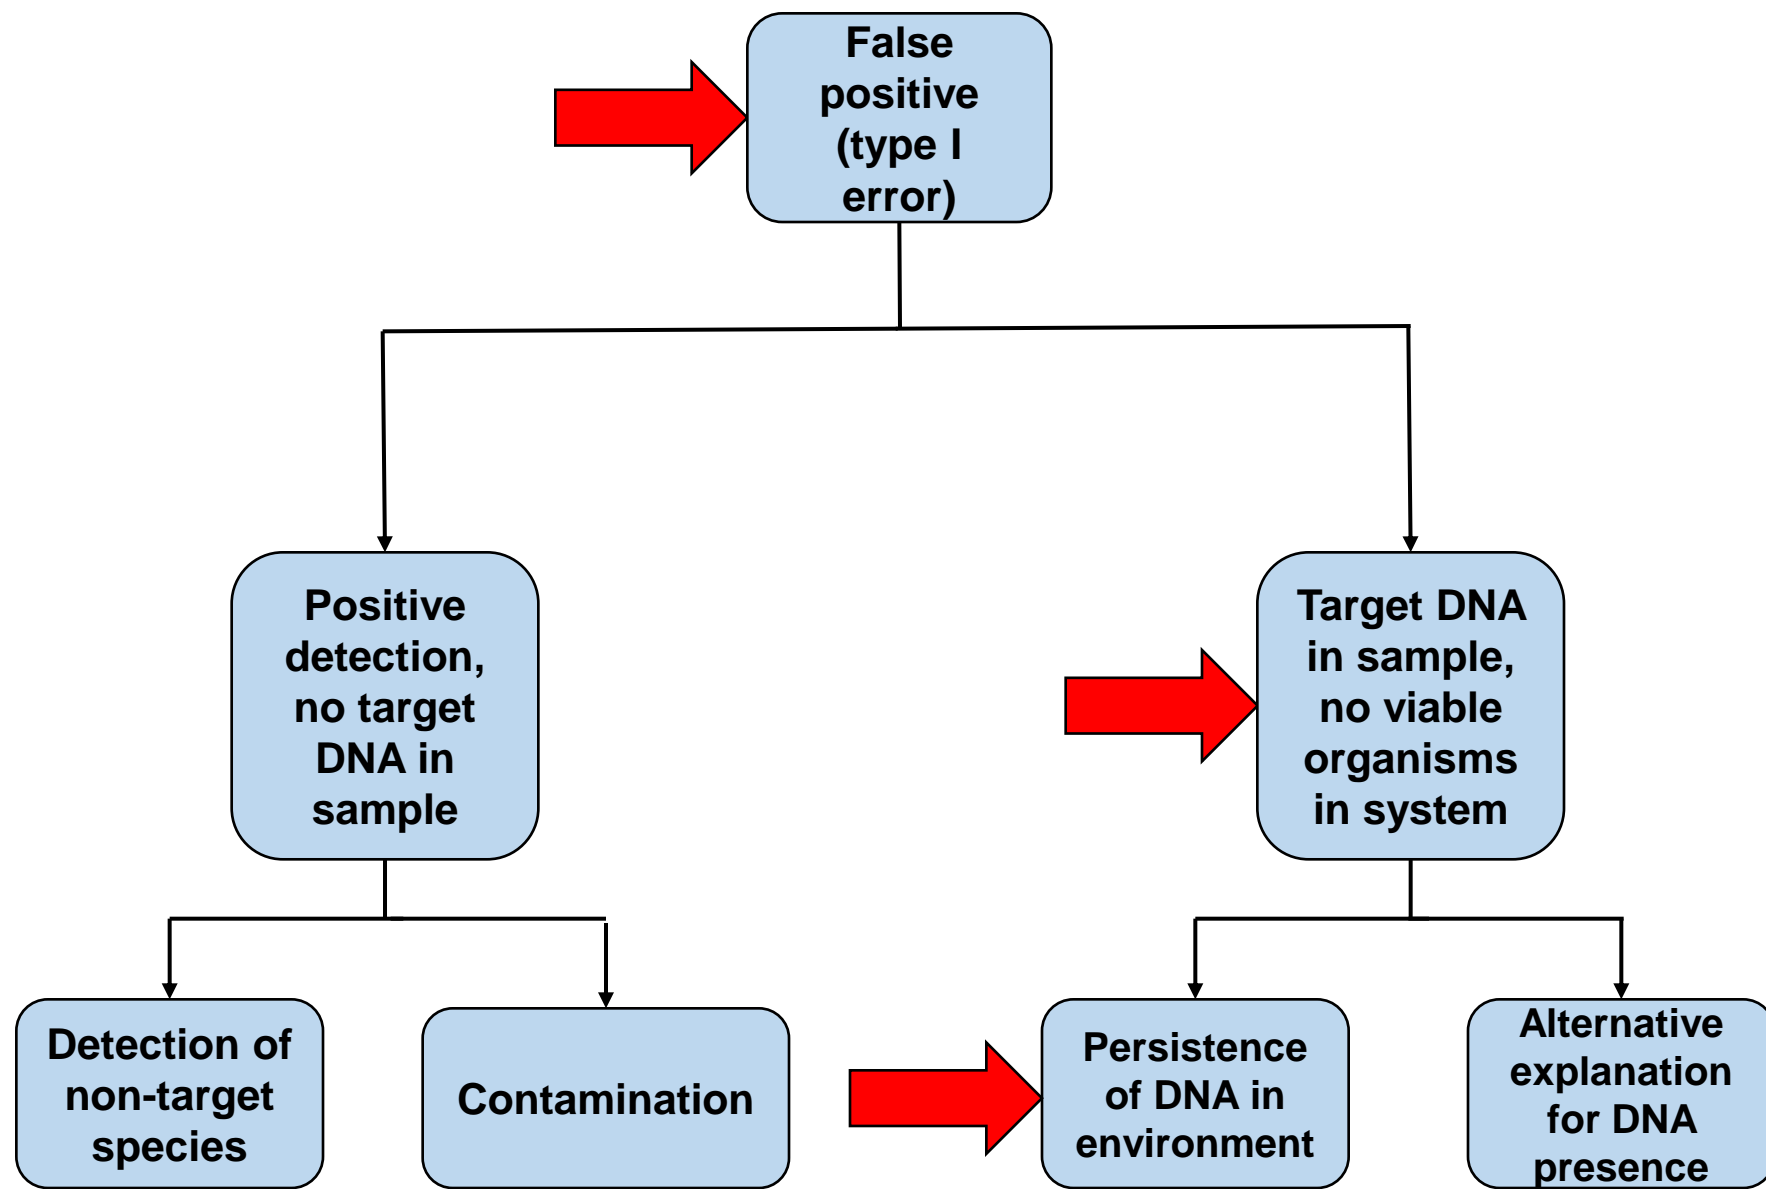 False
positive
(type I
error)
Positive
detection,
no target
DNA in
sample
Target DNA
in sample,
no viable
organisms
in system
Detection of
non-target
species
Contamination
Persistence
of DNA in
environment
Alternative
explanation
for DNA
presence